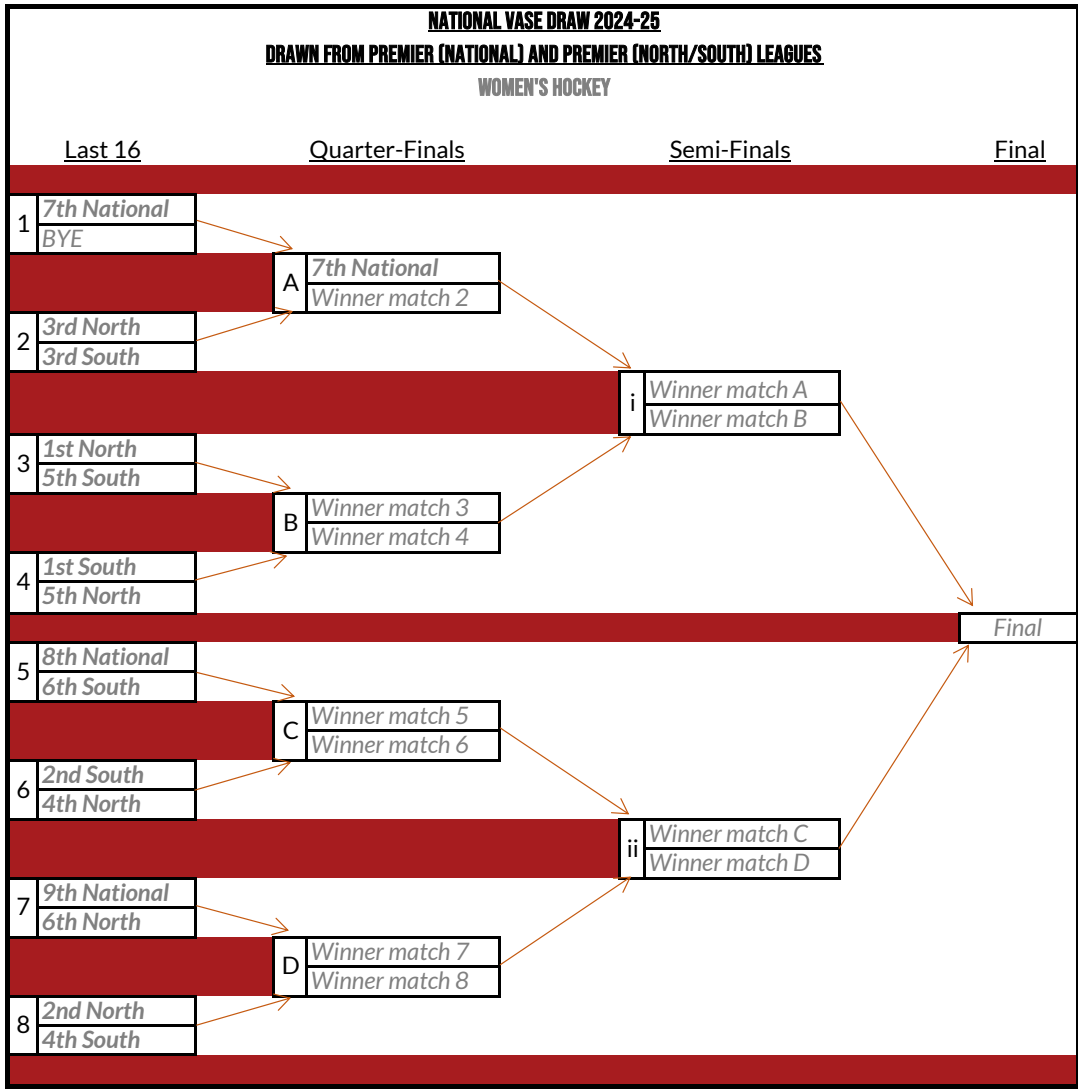 NATIONAL VASE DRAW 2024-25
DRAWN FROM PREMIER (NATIONAL) AND PREMIER (NORTH/SOUTH) LEAGUES
WOMEN'S HOCKEY
Last 16 Quarter-Finals Semi-Finals Final
1
7th National
BYE
A
7th National
Winner match 2
2
3rd North
3rd South
i
Winner match A
Winner match B
3
1st North
5th South
B
Winner match 3
Winner match 4
4
1st South
5th North
Final
5
8th National
6th South
C
Winner match 5
Winner match 6
6
2nd South
4th North
ii
Winner match C
Winner match D
7
9th National
6th North
D
Winner match 7
Winner match 8
8
2nd North
4th South